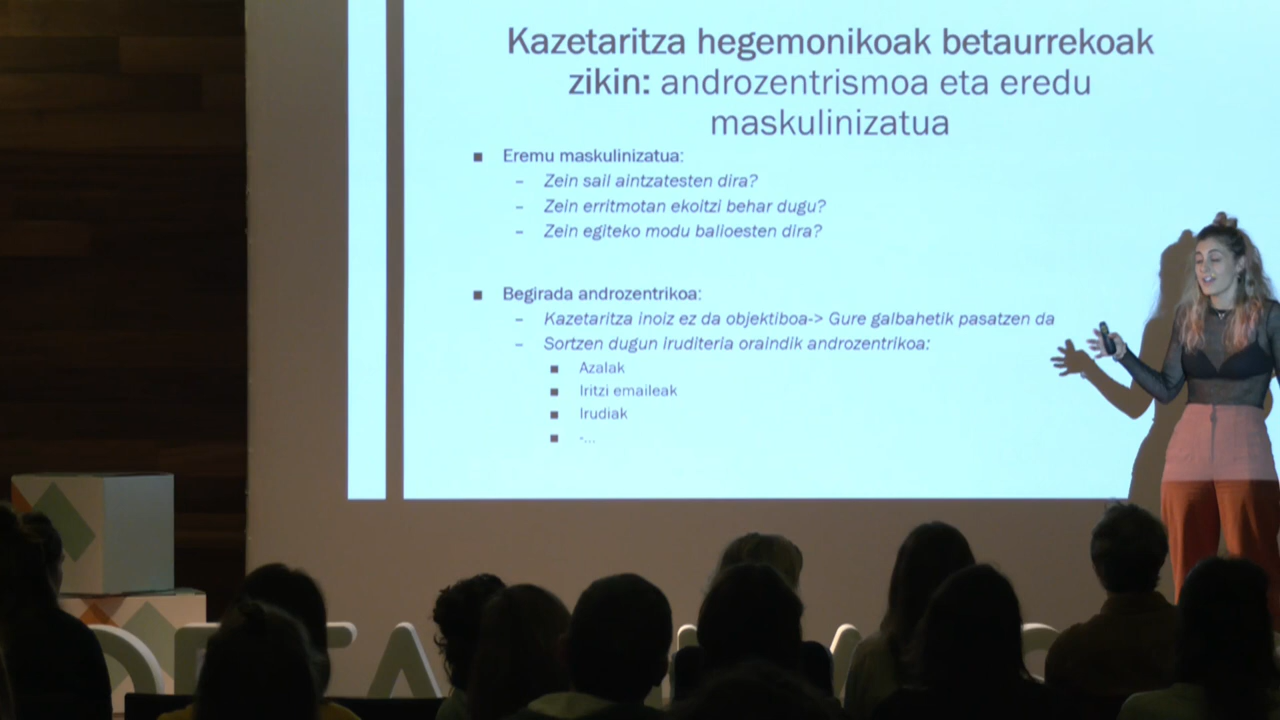 Kazetaritza hegemonikoak betaurrekoak
zikin: androzentrismoa eta eredu
maskulinizatua
■ Eremu maskulinizatua:
– Zein sail aintzatesten dira?
– Zein erritmotan ekoitzi behar dugu?
– Zein egiteko modu balioesten dira?
■ Begirada androzentrikoa:
– Kazetaritza inoiz ez da objektiboa-> Gure galbahetik pasatzen da
– Sortzen dugun iruditeria oraindik androzentrikoa:
■ Azalak
■ Iritzi emaileak
■ Irudiak
■ -...